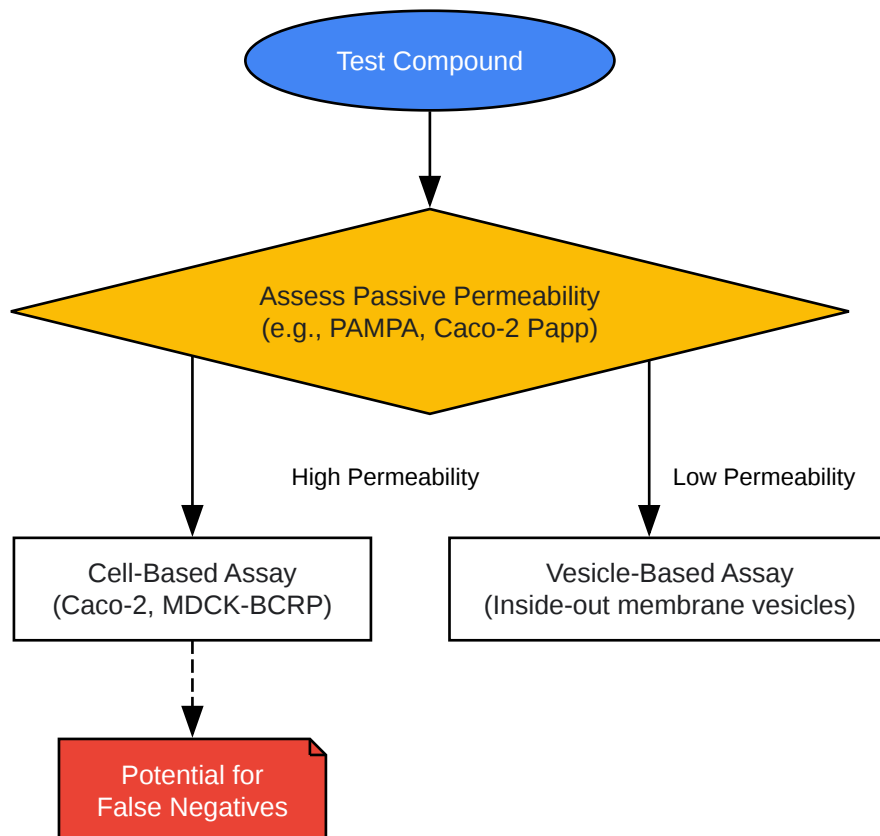 Test Compound
Assess Passive Permeability
(e.g., PAMPA, Caco-2 Papp)
High Permeability
Low Permeability
Cell-Based Assay
(Caco-2, MDCK-BCRP)
Vesicle-Based Assay
(Inside-out membrane vesicles)
Potential for
False Negatives